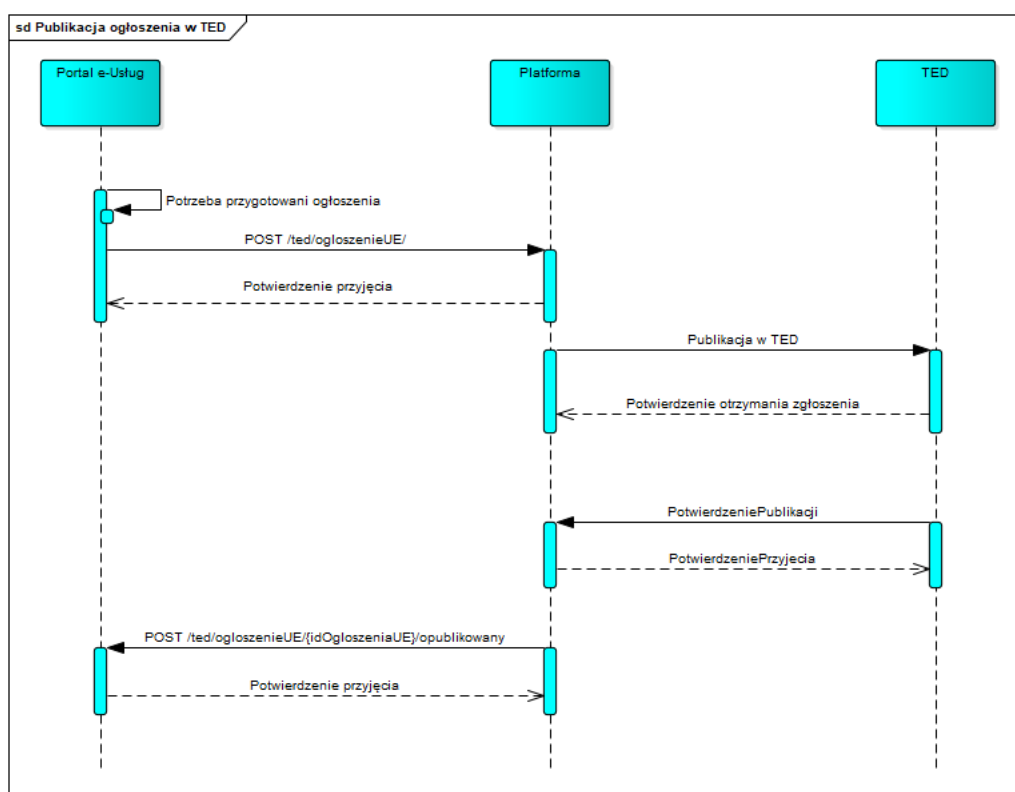 sd Publikacja ogłoszenia w TED
Portal e-Usług
Platforma
TED
Potrzeba przygotowani ogłoszenia
POST /ted/ogloszenieUE/
Potwierdzenie przyjęcia
Publikacja w TED
Potwierdzenie otrzymania zgłoszenia
PotwierdzeniePublikacji
PotwierdzeniePrzyjecia
POST /ted/ogloszenieUE/{idOgloszeniaUE}/opublikowany
Potwierdzenie przyjęcia